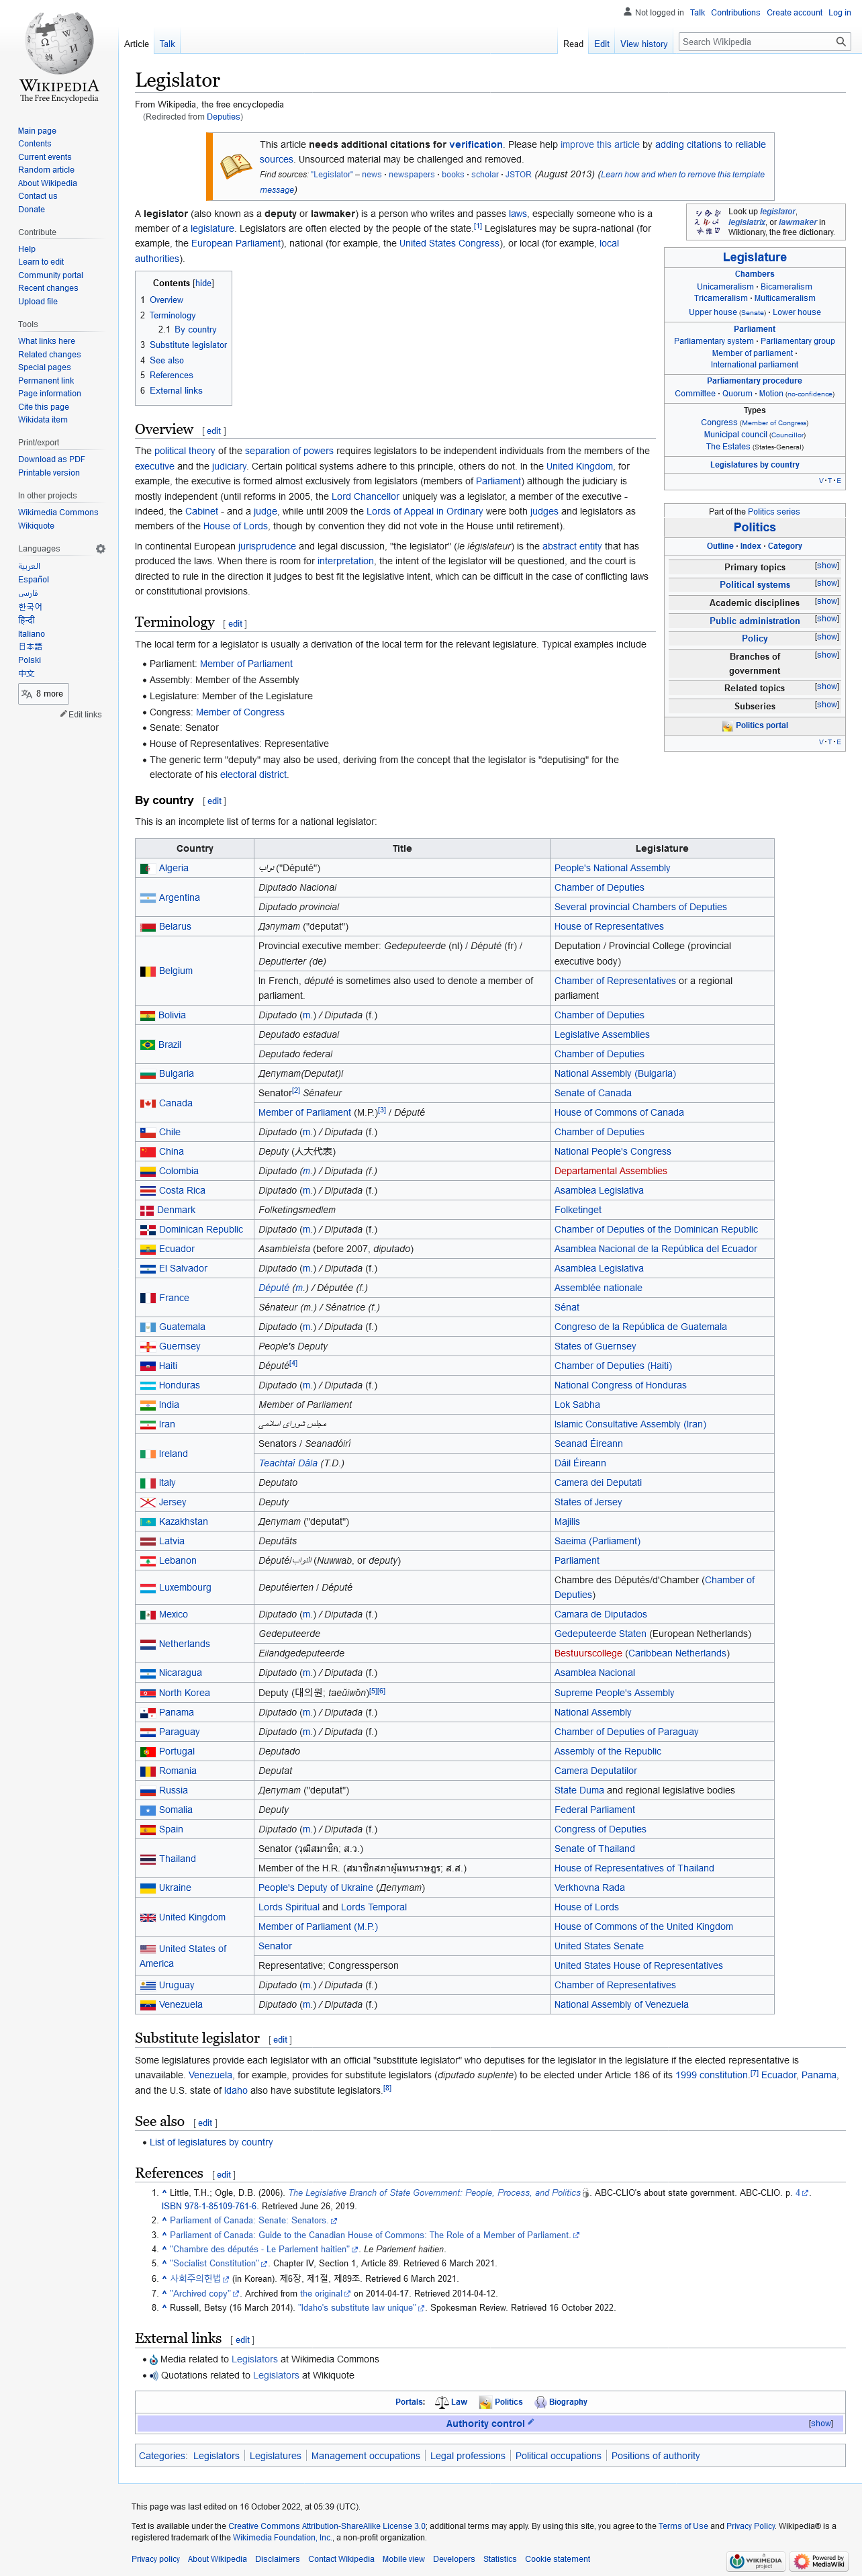 Not logged in Talk Contributions Create account Log in
Article Talk
Read Edit View history
Search Wikipedia
WIKIPEDIA
The Free Encyclopedia
Main page
Contents
Current events
Random article
About Wikipedia
Contact us
Donate
Contribute
Help
Learn to edit
Community portal
Recent changes
Upload file
Tools
What links here
Related changes
Special pages
Permanent link
Page information
Cite this page
Wikidata item
Print/export
Download as PDF
Printable version
In other projects
Wikimedia Commons
Wikiquote
Languages
العربية
Español
فارسی
한국어
हिन्दी
Italiano
日本語
Polski
中文
8 more
Edit links
Legislator
From Wikipedia, the free encyclopedia
(Redirected from Deputies)
This article needs additional citations for verification. Please help improve this article by adding citations to reliable
sources. Unsourced material may be challenged and removed.
Find sources: "Legislator" – news · newspapers · books · scholar · JSTOR (August 2013) (Learn how and when to remove this template
message)
Look up legislator,
legislatrix, or lawmaker in
Wiktionary, the free dictionary.
A legislator (also known as a deputy or lawmaker) is a person who writes and passes laws, especially someone who is a
member of a legislature. Legislators are often elected by the people of the state.[1] Legislatures may be supra-national (for
example, the European Parliament), national (for example, the United States Congress), or local (for example, local
authorities).
Contents [hide]
1 Overview
2 Terminology
2.1 By country
3 Substitute legislator
4 See also
5 References
6 External links
Legislature
Chambers
Unicameralism · Bicameralism
Tricameralism · Multicameralism
Upper house (Senate) · Lower house
Parliament
Parliamentary system · Parliamentary group
Member of parliament ·
International parliament
Parliamentary procedure
Committee · Quorum · Motion (no-confidence)
Types
Congress (Member of Congress)
Municipal council (Councillor)
The Estates (States-General)
Legislatures by country
V · T · E
Part of the Politics series
Politics
Outline · Index · Category
Primary topics [show]
Political systems [show]
Academic disciplines [show]
Public administration [show]
Policy [show]
Branches of [show]
government
Related topics [show]
Subseries [show]
Politics portal
V · T · E
Overview [ edit ]
The political theory of the separation of powers requires legislators to be independent individuals from the members of the
executive and the judiciary. Certain political systems adhere to this principle, others do not. In the United Kingdom, for
example, the executive is formed almost exclusively from legislators (members of Parliament) although the judiciary is
mostly independent (until reforms in 2005, the Lord Chancellor uniquely was a legislator, a member of the executive -
indeed, the Cabinet - and a judge, while until 2009 the Lords of Appeal in Ordinary were both judges and legislators as
members of the House of Lords, though by convention they did not vote in the House until retirement).
In continental European jurisprudence and legal discussion, "the legislator" (le législateur) is the abstract entity that has
produced the laws. When there is room for interpretation, the intent of the legislator will be questioned, and the court is
directed to rule in the direction it judges to best fit the legislative intent, which can be difficult in the case of conflicting laws
or constitutional provisions.
Terminology [ edit ]
The local term for a legislator is usually a derivation of the local term for the relevant legislature. Typical examples include
• Parliament: Member of Parliament
• Assembly: Member of the Assembly
• Legislature: Member of the Legislature
• Congress: Member of Congress
• Senate: Senator
• House of Representatives: Representative
• The generic term "deputy" may also be used, deriving from the concept that the legislator is "deputising" for the
electorate of his electoral district.
By country [ edit ]
This is an incomplete list of terms for a national legislator:
Country Title Legislature
Algeria نواب ("Député") People's National Assembly
Argentina Diputado Nacional Chamber of Deputies
Diputado provincial Several provincial Chambers of Deputies
Belarus Дэпутат ("deputat") House of Representatives
Belgium Provincial executive member: Gedeputeerde (nl) / Député (fr) / Deputation / Provincial College (provincial
Deputierter (de) executive body)
In French, député is sometimes also used to denote a member of Chamber of Representatives or a regional
parliament. parliament
Bolivia Diputado (m.) / Diputada (f.) Chamber of Deputies
Brazil Deputado estadual Legislative Assemblies
Deputado federal Chamber of Deputies
Bulgaria Депутат(Deputat)/ National Assembly (Bulgaria)
Canada Senator[2] Sénateur Senate of Canada
Member of Parliament (M.P.)[3] / Député House of Commons of Canada
Chile Diputado (m.) / Diputada (f.) Chamber of Deputies
China Deputy (人大代表) National People's Congress
Colombia Diputado (m.) / Diputada (f.) Departamental Assemblies
Costa Rica Diputado (m.) / Diputada (f.) Asamblea Legislativa
Denmark Folketingsmedlem Folketinget
Dominican Republic Diputado (m.) / Diputada (f.) Chamber of Deputies of the Dominican Republic
Ecuador Asambleísta (before 2007, diputado) Asamblea Nacional de la República del Ecuador
El Salvador Diputado (m.) / Diputada (f.) Asamblea Legislativa
France Député (m.) / Députée (f.) Assemblée nationale
Sénateur (m.) / Sénatrice (f.) Sénat
Guatemala Diputado (m.) / Diputada (f.) Congreso de la República de Guatemala
Guernsey People's Deputy States of Guernsey
Haiti Député[4] Chamber of Deputies (Haiti)
Honduras Diputado (m.) / Diputada (f.) National Congress of Honduras
India Member of Parliament Lok Sabha
Iran مجلس شورای اسلامی Islamic Consultative Assembly (Iran)
Ireland Senators / Seanadóirí Seanad Éireann
Teachtaí Dála (T.D.) Dáil Éireann
Italy Deputato Camera dei Deputati
Jersey Deputy States of Jersey
Kazakhstan Депутат ("deputat") Majilis
Latvia Deputāts Saeima (Parliament)
Lebanon Député/النواب (Nuwwab, or deputy) Parliament
Luxembourg Deputéierten / Député Chambre des Députés/d'Chamber (Chamber of
Deputies)
Mexico Diputado (m.) / Diputada (f.) Camara de Diputados
Netherlands Gedeputeerde Gedeputeerde Staten (European Netherlands)
Eilandgedeputeerde Bestuurscollege (Caribbean Netherlands)
Nicaragua Diputado (m.) / Diputada (f.) Asamblea Nacional
North Korea Deputy (대의원; taeŭiwŏn)[5][6] Supreme People's Assembly
Panama Diputado (m.) / Diputada (f.) National Assembly
Paraguay Diputado (m.) / Diputada (f.) Chamber of Deputies of Paraguay
Portugal Deputado Assembly of the Republic
Romania Deputat Camera Deputatilor
Russia Депутат ("deputat") State Duma and regional legislative bodies
Somalia Deputy Federal Parliament
Spain Diputado (m.) / Diputada (f.) Congress of Deputies
Thailand Senator (วุฒิสมาชิก; ส.ว.) Senate of Thailand
Member of the H.R. (สมาชิกสภาผู้แทนราษฎร; ส.ส.) House of Representatives of Thailand
Ukraine People's Deputy of Ukraine (Депутат) Verkhovna Rada
United Kingdom Lords Spiritual and Lords Temporal House of Lords
Member of Parliament (M.P.) House of Commons of the United Kingdom
United States of America Senator United States Senate
Representative; Congressperson United States House of Representatives
Uruguay Diputado (m.) / Diputada (f.) Chamber of Representatives
Venezuela Diputado (m.) / Diputada (f.) National Assembly of Venezuela
Substitute legislator [ edit ]
Some legislatures provide each legislator with an official "substitute legislator" who deputises for the legislator in the legislature if the elected representative is
unavailable. Venezuela, for example, provides for substitute legislators (diputado suplente) to be elected under Article 186 of its 1999 constitution.[7] Ecuador, Panama,
and the U.S. state of Idaho also have substitute legislators.[8]
See also [ edit ]
• List of legislatures by country
References [ edit ]
1. ^ Little, T.H.; Ogle, D.B. (2006). The Legislative Branch of State Government: People, Process, and Politics. ABC-CLIO's about state government. ABC-CLIO. p. 4.
ISBN 978-1-85109-761-6. Retrieved June 26, 2019.
2. ^ Parliament of Canada: Senate: Senators.
3. ^ Parliament of Canada: Guide to the Canadian House of Commons: The Role of a Member of Parliament.
4. ^ "Chambre des députés - Le Parlement haïtien". Le Parlement haïtien.
5. ^ "Socialist Constitution". Chapter IV, Section 1, Article 89. Retrieved 6 March 2021.
6. ^ 사회주의헌법 (in Korean). 제6장, 제1절, 제89조. Retrieved 6 March 2021.
7. ^ "Archived copy". Archived from the original on 2014-04-17. Retrieved 2014-04-12.
8. ^ Russell, Betsy (16 March 2014). "Idaho's substitute law unique". Spokesman Review. Retrieved 16 October 2022.
External links [ edit ]
• Media related to Legislators at Wikimedia Commons
• Quotations related to Legislators at Wikiquote
Portals: Law Politics Biography
Authority control [show]
Categories: Legislators | Legislatures | Management occupations | Legal professions | Political occupations | Positions of authority
This page was last edited on 16 October 2022, at 05:39 (UTC).
Text is available under the Creative Commons Attribution-ShareAlike License 3.0; additional terms may apply. By using this site, you agree to the Terms of Use and Privacy Policy. Wikipedia® is a
registered trademark of the Wikimedia Foundation, Inc., a non-profit organization.
Privacy policy About Wikipedia Disclaimers Contact Wikipedia Mobile view Developers Statistics Cookie statement
A WIKIMEDIA project
Powered by MediaWiki